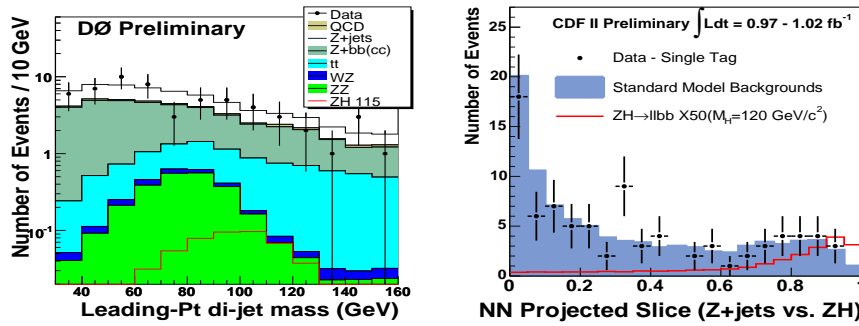 DØ Preliminary
Data
QCD
Z+jets
Z+bb(cc)
tt
WZ
ZZ
ZH 115
Number of Events / 10 GeV
10
1
10⁻¹
40 60 80 100 120 140 160
Leading-Pt di-jet mass (GeV)
CDF II Preliminary ∫Ldt = 0.97 - 1.02 fb⁻¹
Data - Single Tag
Standard Model Backgrounds
ZH→llbb X50(M_H=120 GeV/c²)
Number of Events
25
20
15
10
5
0
0 0.2 0.4 0.6 0.8 1
NN Projected Slice (Z+jets vs. ZH)